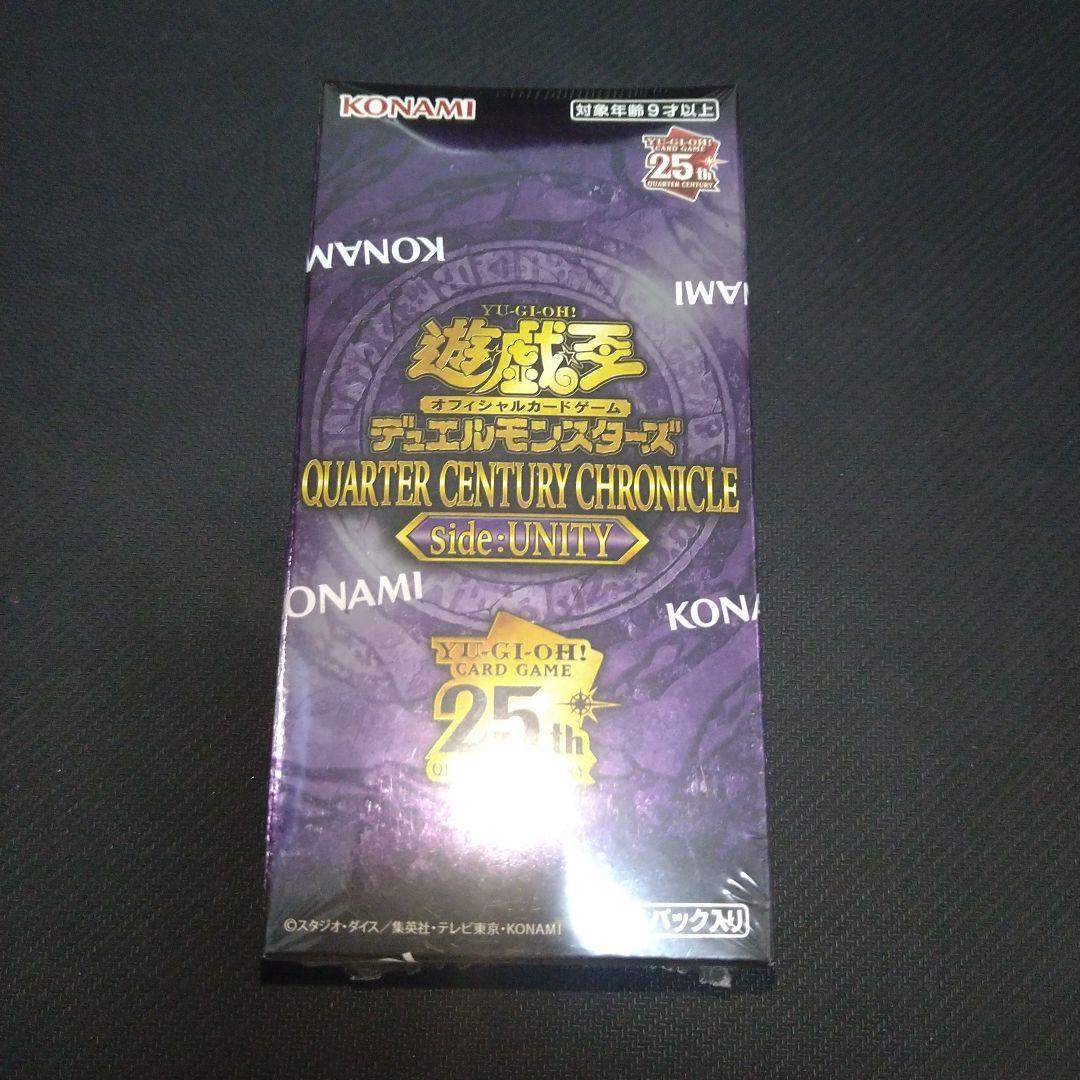 KONAMI
対象年齢9才以上
YU-GI-OH!
CARD GAME
25th
QUARTER CENTURY
KONAMI
KONAMI
YU-GI-OH!
遊戯王
オフィシャルカードゲーム
デュエルモンスターズ
QUARTER CENTURY CHRONICLE
side:UNITY
KONAMI
KONA
YU-GI-OH!
CARD GAME
25th
©スタジオ・ダイス/集英社・テレビ東京・KONAMI
パック入り